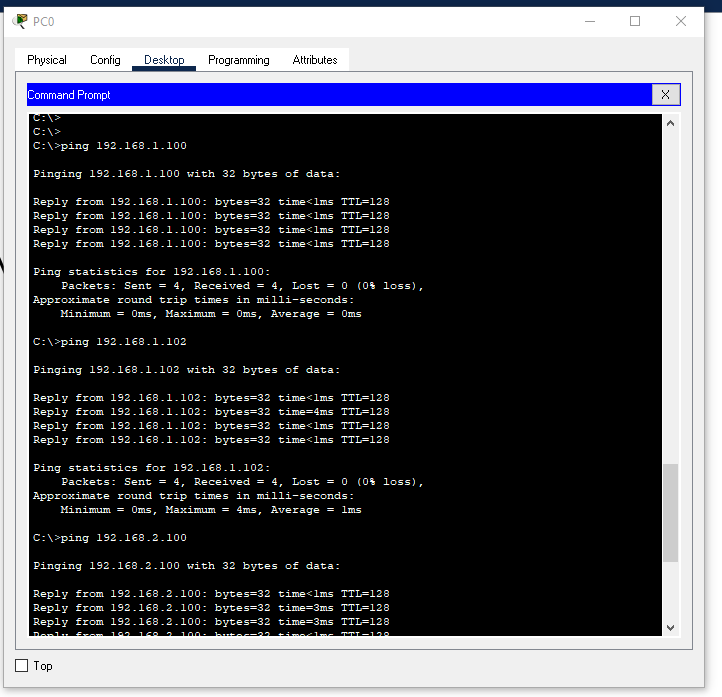 PC0
Physical Config Desktop Programming Attributes
Command Prompt X
C:\>
C:\>
C:\>ping 192.168.1.100
Pinging 192.168.1.100 with 32 bytes of data:
Reply from 192.168.1.100: bytes=32 time<1ms TTL=128
Reply from 192.168.1.100: bytes=32 time<1ms TTL=128
Reply from 192.168.1.100: bytes=32 time<1ms TTL=128
Reply from 192.168.1.100: bytes=32 time<1ms TTL=128
Ping statistics for 192.168.1.100:
Packets: Sent = 4, Received = 4, Lost = 0 (0% loss),
Approximate round trip times in milli-seconds:
Minimum = 0ms, Maximum = 0ms, Average = 0ms
C:\>ping 192.168.1.102
Pinging 192.168.1.102 with 32 bytes of data:
Reply from 192.168.1.102: bytes=32 time<1ms TTL=128
Reply from 192.168.1.102: bytes=32 time=4ms TTL=128
Reply from 192.168.1.102: bytes=32 time<1ms TTL=128
Reply from 192.168.1.102: bytes=32 time<1ms TTL=128
Ping statistics for 192.168.1.102:
Packets: Sent = 4, Received = 4, Lost = 0 (0% loss),
Approximate round trip times in milli-seconds:
Minimum = 0ms, Maximum = 4ms, Average = 1ms
C:\>ping 192.168.2.100
Pinging 192.168.2.100 with 32 bytes of data:
Reply from 192.168.2.100: bytes=32 time<1ms TTL=128
Reply from 192.168.2.100: bytes=32 time=3ms TTL=128
Reply from 192.168.2.100: bytes=32 time=3ms TTL=128
Reply from 192.168.2.100: bytes=32 time<1ms TTL=128
Top